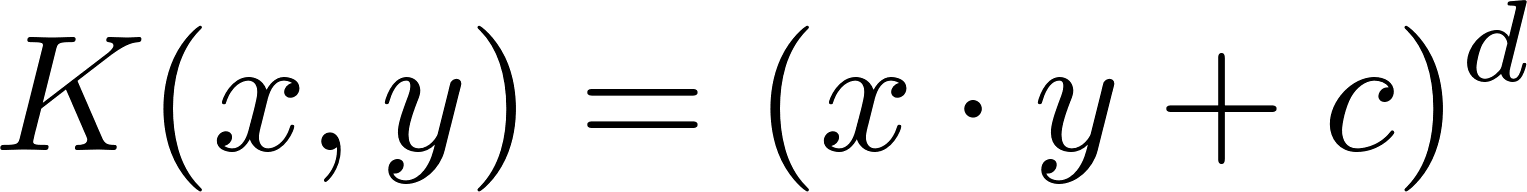 K(x, y) = (x · y + c)^d